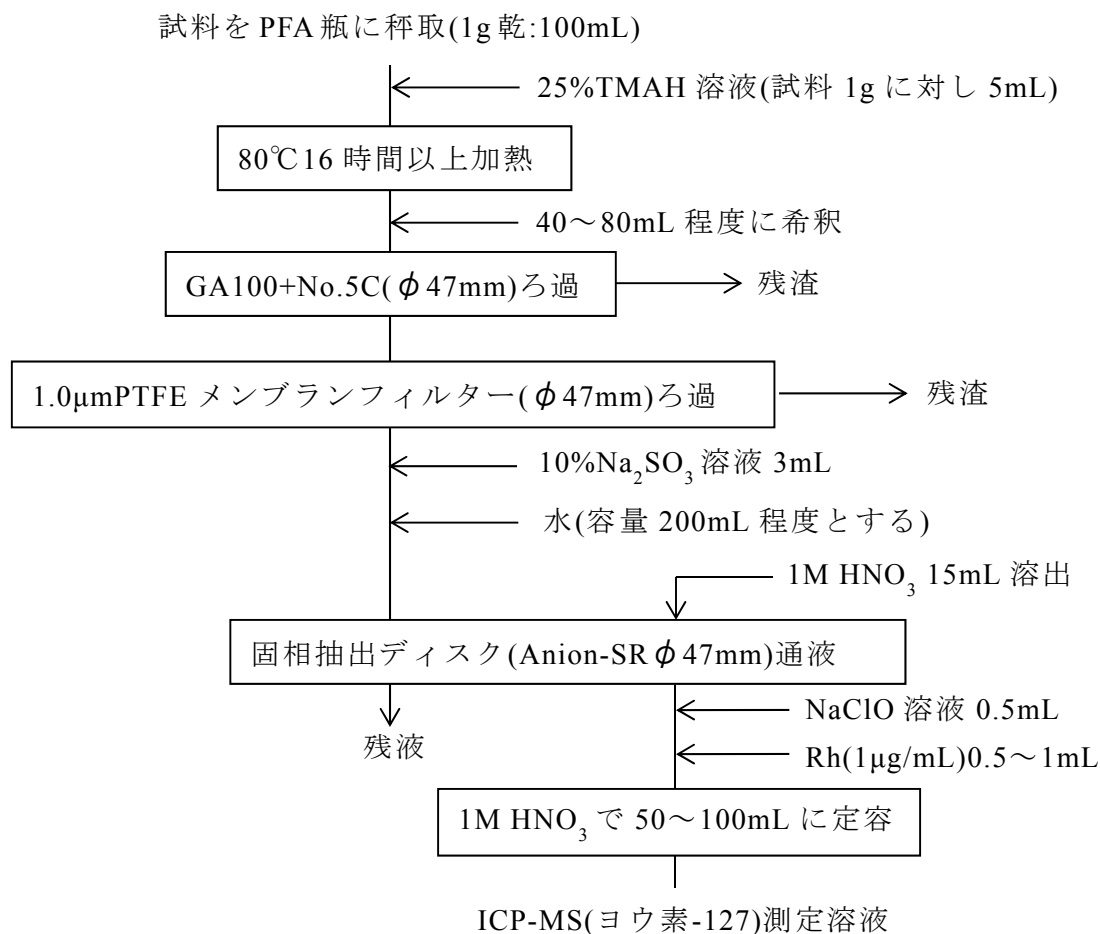 試料を PFA 瓶に秤取(1g 乾:100mL)
25%TMAH 溶液(試料 1g に対し 5mL)
80℃16 時間以上加熱
40～80mL 程度に希釈
GA100+No.5C(ϕ47mm)ろ過
残渣
1.0μmPTFE メンブランフィルター(ϕ47mm)ろ過
残渣
10%Na₂SO₃ 溶液 3mL
水(容量 200mL 程度とする)
1M HNO₃ 15mL 溶出
固相抽出ディスク(Anion-SRϕ47mm)通液
NaClO 溶液 0.5mL
残液
Rh(1μg/mL)0.5～1mL
1M HNO₃ で 50～100mL に定容
ICP-MS(ヨウ素-127)測定溶液